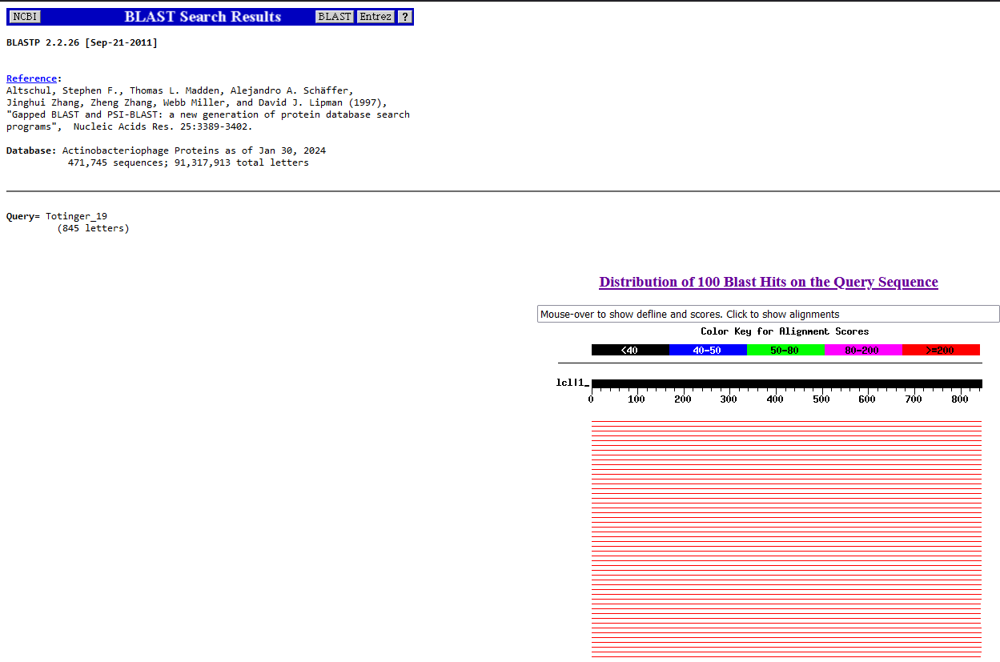 NCBI BLAST Search Results BLAST Entrez ?
BLASTP 2.2.26 [Sep-21-2011]
Reference:
Altschul, Stephen F., Thomas L. Madden, Alejandro A. Schäffer,
Jinghui Zhang, Zheng Zhang, Webb Miller, and David J. Lipman (1997),
"Gapped BLAST and PSI-BLAST: a new generation of protein database search
programs", Nucleic Acids Res. 25:3389-3402.
Database: Actinobacteriophage Proteins as of Jan 30, 2024
471,745 sequences; 91,317,913 total letters
Query= Totinger_19
(845 letters)
Distribution of 100 Blast Hits on the Query Sequence
Mouse-over to show defline and scores. Click to show alignments
Color Key for Alignment Scores
<40 40-50 50-80 80-200 >=200
lcl|1_
0 100 200 300 400 500 600 700 800